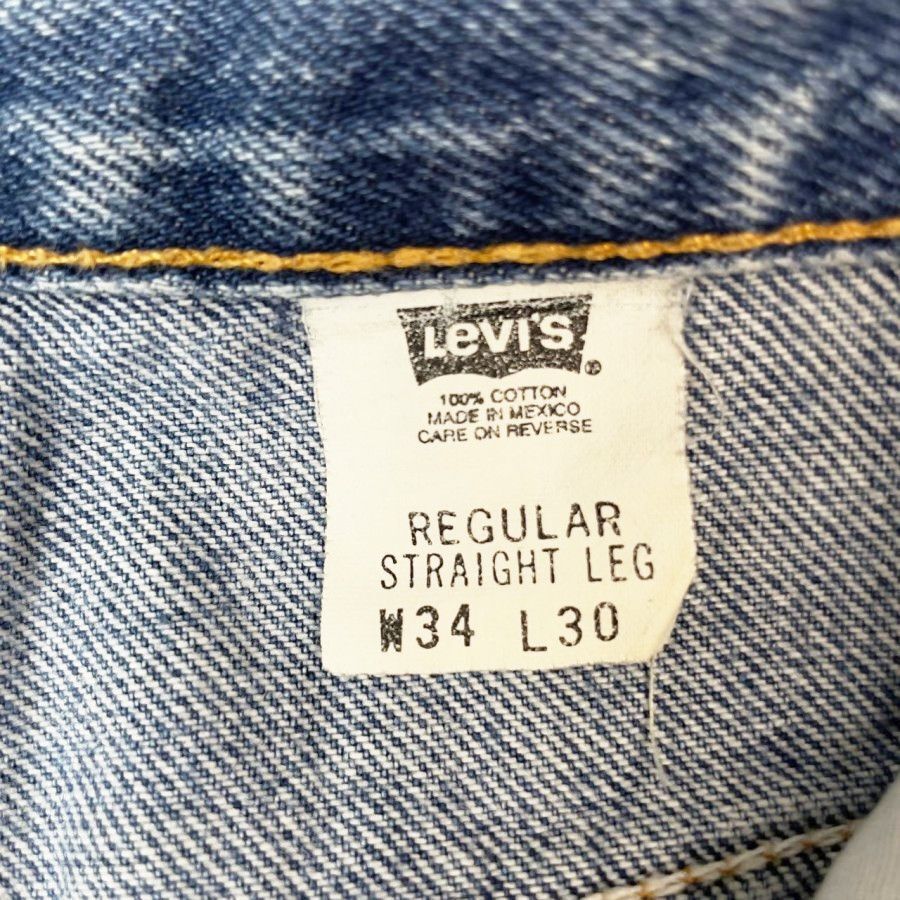 Levi's®
100% COTTON
MADE IN MEXICO
CARE ON REVERSE
REGULAR
STRAIGHT LEG
W34 L30